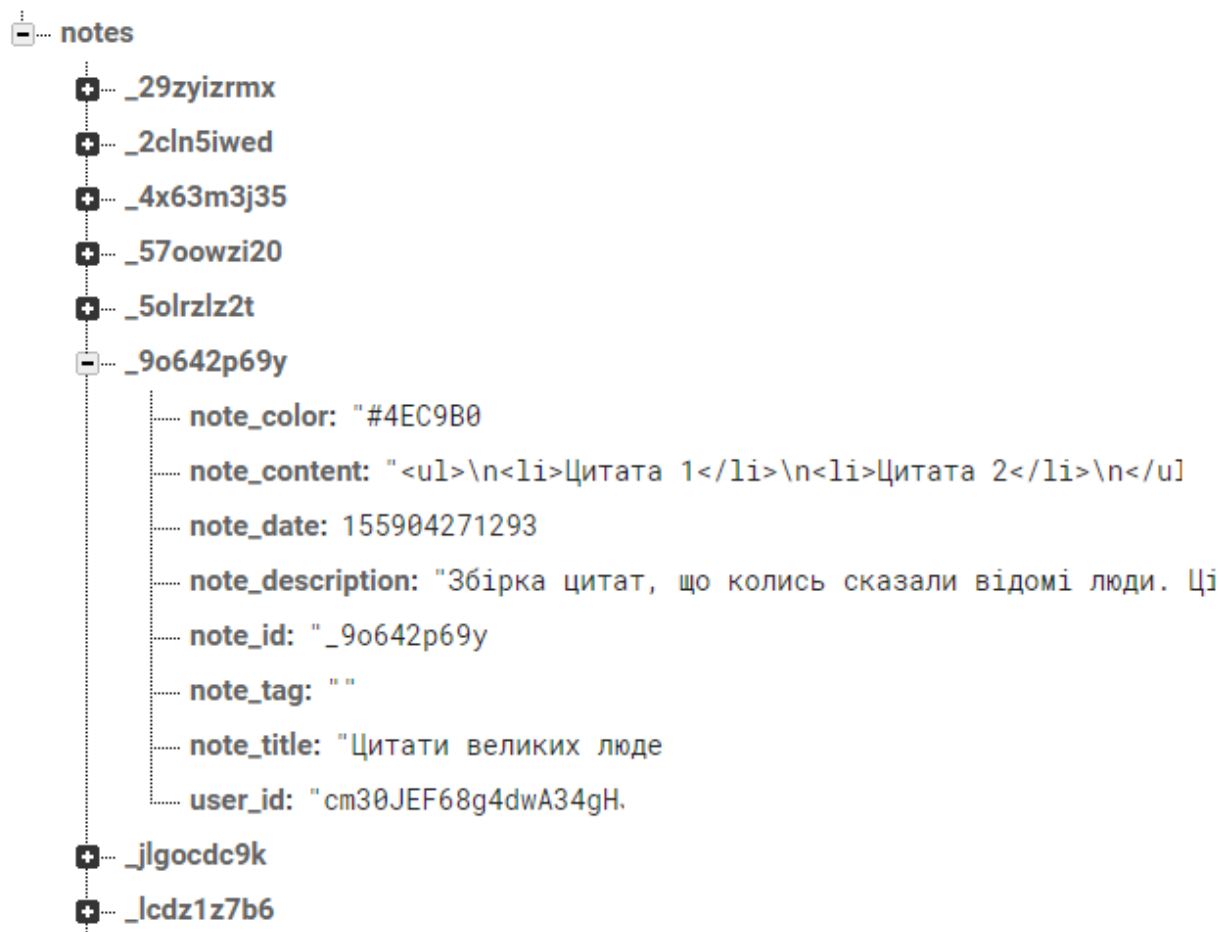 notes
_29zyizrmx
_2cln5iwed
_4x63m3j35
_57oowzi20
_5olrzlz2t
_9o642p69y
note_color: "#4EC9B0
note_content: "<ul>\n<li>Цитата 1</li>\n<li>Цитата 2</li>\n</ul
note_date: 155904271293
note_description: "Збірка цитат, що колись сказали відомі люди. Ці
note_id: "_9o642p69y
note_tag: ""
note_title: "Цитати великих люде
user_id: "cm30JEF68g4dwA34gH
_jlgocdc9k
_lcdz1z7b6